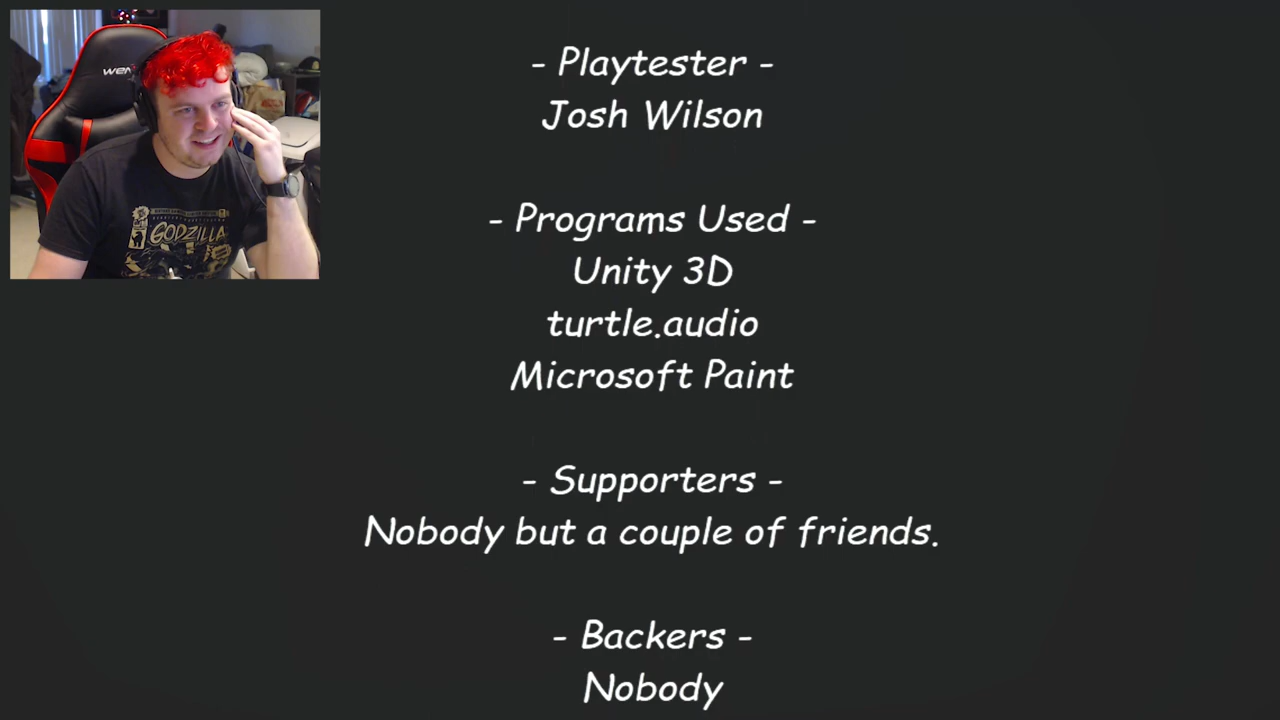 - Playtester -
Josh Wilson
- Programs Used -
Unity 3D
turtle.audio
Microsoft Paint
- Supporters -
Nobody but a couple of friends.
- Backers -
Nobody
GODZILLA